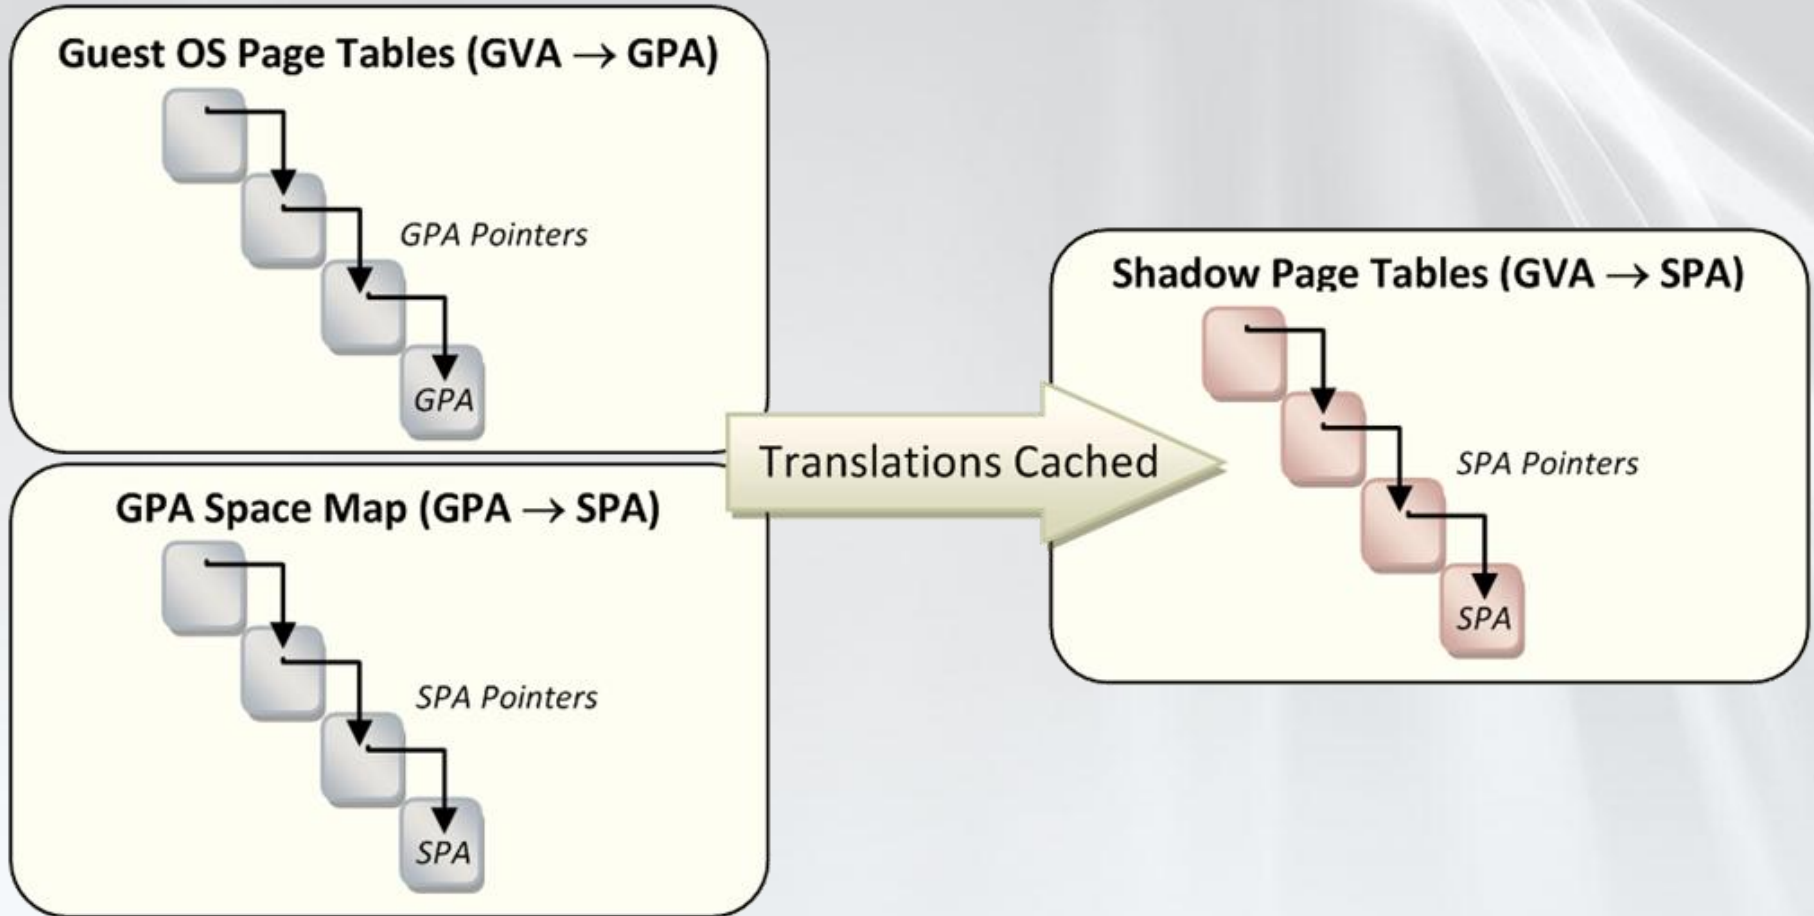 Guest OS Page Tables (GVA → GPA)
GPA Pointers
GPA
GPA Space Map (GPA → SPA)
SPA Pointers
SPA
Translations Cached
Shadow Page Tables (GVA → SPA)
SPA Pointers
SPA